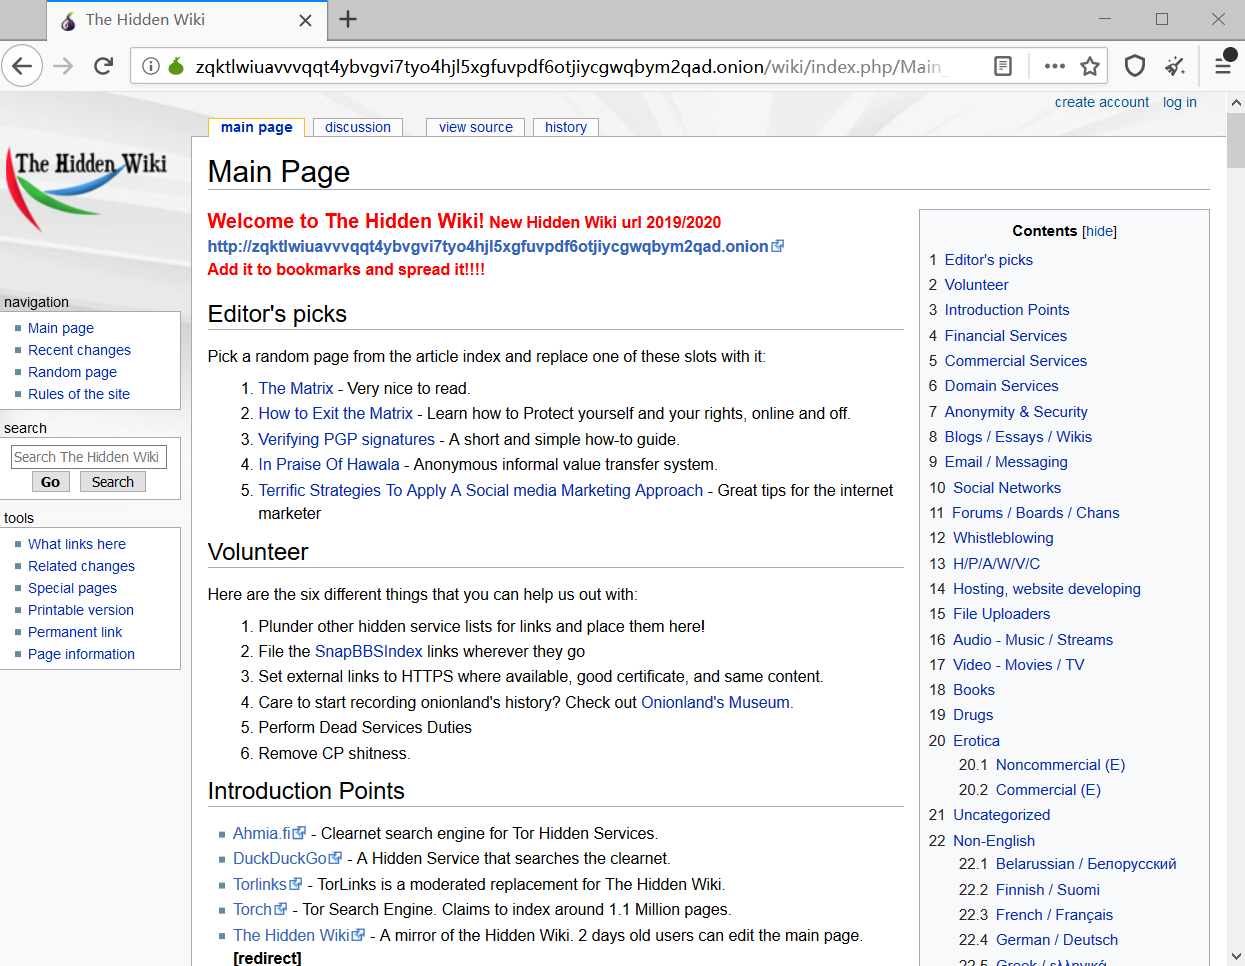 The Hidden Wiki
zqktlwiuavvvqqt4ybvgvi7tyo4hjl5xgfuvpdf6otjiycgwqbym2qad.onion/wiki/index.php/Main_
create account log in
main page discussion view source history
The Hidden Wiki
Main Page
Welcome to The Hidden Wiki! New Hidden Wiki url 2019/2020
http://zqktlwiuavvvqqt4ybvgvi7tyo4hjl5xgfuvpdf6otjiycgwqbym2qad.onion
Add it to bookmarks and spread it!!!!
navigation
Main page
Recent changes
Random page
Rules of the site
search
Search The Hidden Wiki
Go Search
tools
What links here
Related changes
Special pages
Printable version
Permanent link
Page information
Editor's picks
Pick a random page from the article index and replace one of these slots with it:
1. The Matrix - Very nice to read.
2. How to Exit the Matrix - Learn how to Protect yourself and your rights, online and off.
3. Verifying PGP signatures - A short and simple how-to guide.
4. In Praise Of Hawala - Anonymous informal value transfer system.
5. Terrific Strategies To Apply A Social media Marketing Approach - Great tips for the internet
marketer
Volunteer
Here are the six different things that you can help us out with:
1. Plunder other hidden service lists for links and place them here!
2. File the SnapBBSIndex links wherever they go
3. Set external links to HTTPS where available, good certificate, and same content.
4. Care to start recording onionland's history? Check out Onionland's Museum.
5. Perform Dead Services Duties
6. Remove CP shitness.
Introduction Points
Ahmia.fi - Clearnet search engine for Tor Hidden Services.
DuckDuckGo - A Hidden Service that searches the clearnet.
Torlinks - TorLinks is a moderated replacement for The Hidden Wiki.
Torch - Tor Search Engine. Claims to index around 1.1 Million pages.
The Hidden Wiki - A mirror of the Hidden Wiki. 2 days old users can edit the main page.
[redirect]
Contents [hide]
1 Editor's picks
2 Volunteer
3 Introduction Points
4 Financial Services
5 Commercial Services
6 Domain Services
7 Anonymity & Security
8 Blogs / Essays / Wikis
9 Email / Messaging
10 Social Networks
11 Forums / Boards / Chans
12 Whistleblowing
13 H/P/A/W/V/C
14 Hosting, website developing
15 File Uploaders
16 Audio - Music / Streams
17 Video - Movies / TV
18 Books
19 Drugs
20 Erotica
20.1 Noncommercial (E)
20.2 Commercial (E)
21 Uncategorized
22 Non-English
22.1 Belarussian / Белорусский
22.2 Finnish / Suomi
22.3 French / Français
22.4 German / Deutsch
22.5 Greek / ελληνικά